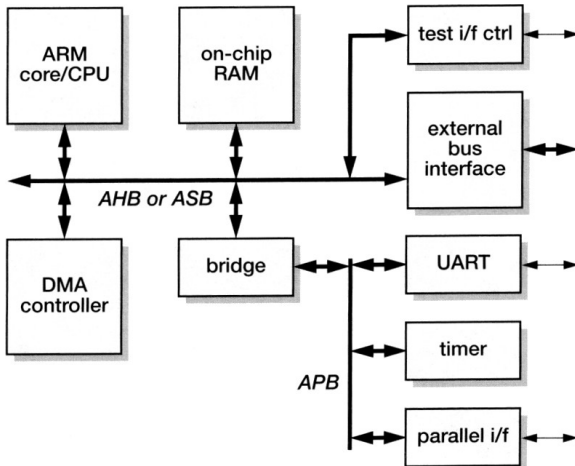 ARM
core/CPU
on-chip
RAM
test i/f ctrl
external
bus
interface
AHB or ASB
DMA
controller
bridge
UART
timer
APB
parallel i/f